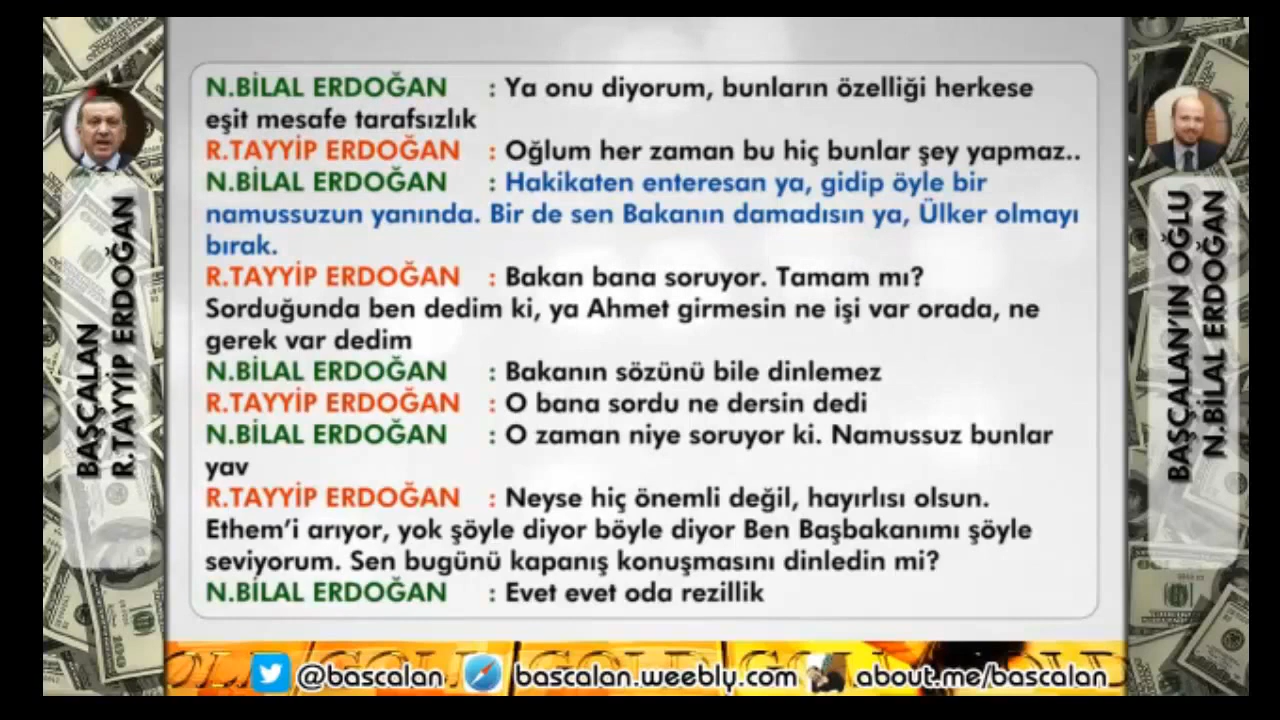 N.BİLAL ERDOĞAN : Ya onu diyorum, bunların özelliği herkese
eşit mesafe tarafsızlık
R.TAYYİP ERDOĞAN : Oğlum her zaman bu hiç bunlar şey yapmaz..
N.BİLAL ERDOĞAN : Hakikaten enteresan ya, gidip öyle bir
namussuzun yanında. Bir de sen Bakanın damadısın ya, Ülker olmayı
bırak.
R.TAYYİP ERDOĞAN : Bakan bana soruyor. Tamam mı?
Sorduğunda ben dedim ki, ya Ahmet girmesin ne işi var orada, ne
gerek var dedim
N.BİLAL ERDOĞAN : Bakanın sözünü bile dinlemez
R.TAYYİP ERDOĞAN : O bana sordu ne dersin dedi
N.BİLAL ERDOĞAN : O zaman niye soruyor ki. Namussuz bunlar
yav
R.TAYYİP ERDOĞAN : Neyse hiç önemli değil, hayırlısı olsun.
Ethem’i arıyor, yok şöyle diyor böyle diyor Ben Başbakanımı şöyle
seviyorum. Sen bugünü kapanış konuşmasını dinledin mi?
N.BİLAL ERDOĞAN : Evet evet oda rezillik
BAŞÇALAN
R.TAYYİP ERDOĞAN
BAŞÇALAN’IN OĞLU
N.BİLAL ERDOĞAN
@bascalan bascalan.weebly.com about.me/bascalan